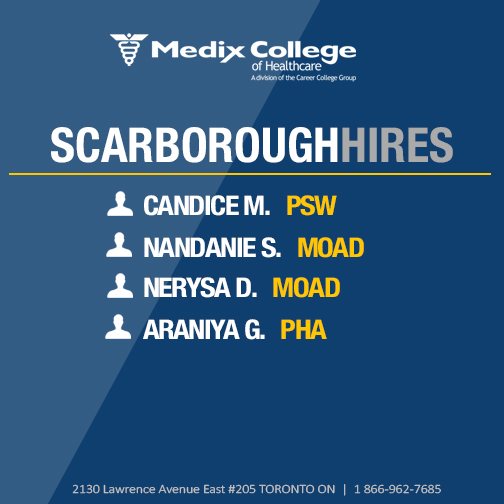 Medix College
of Healthcare
A division of the Career College Group
SCARBOROUGHHIRES
CANDICE M. PSW
NANDANIE S. MOAD
NERYSA D. MOAD
ARANIYA G. PHA
2130 Lawrence Avenue East #205 TORONTO ON | 1 866-962-7685